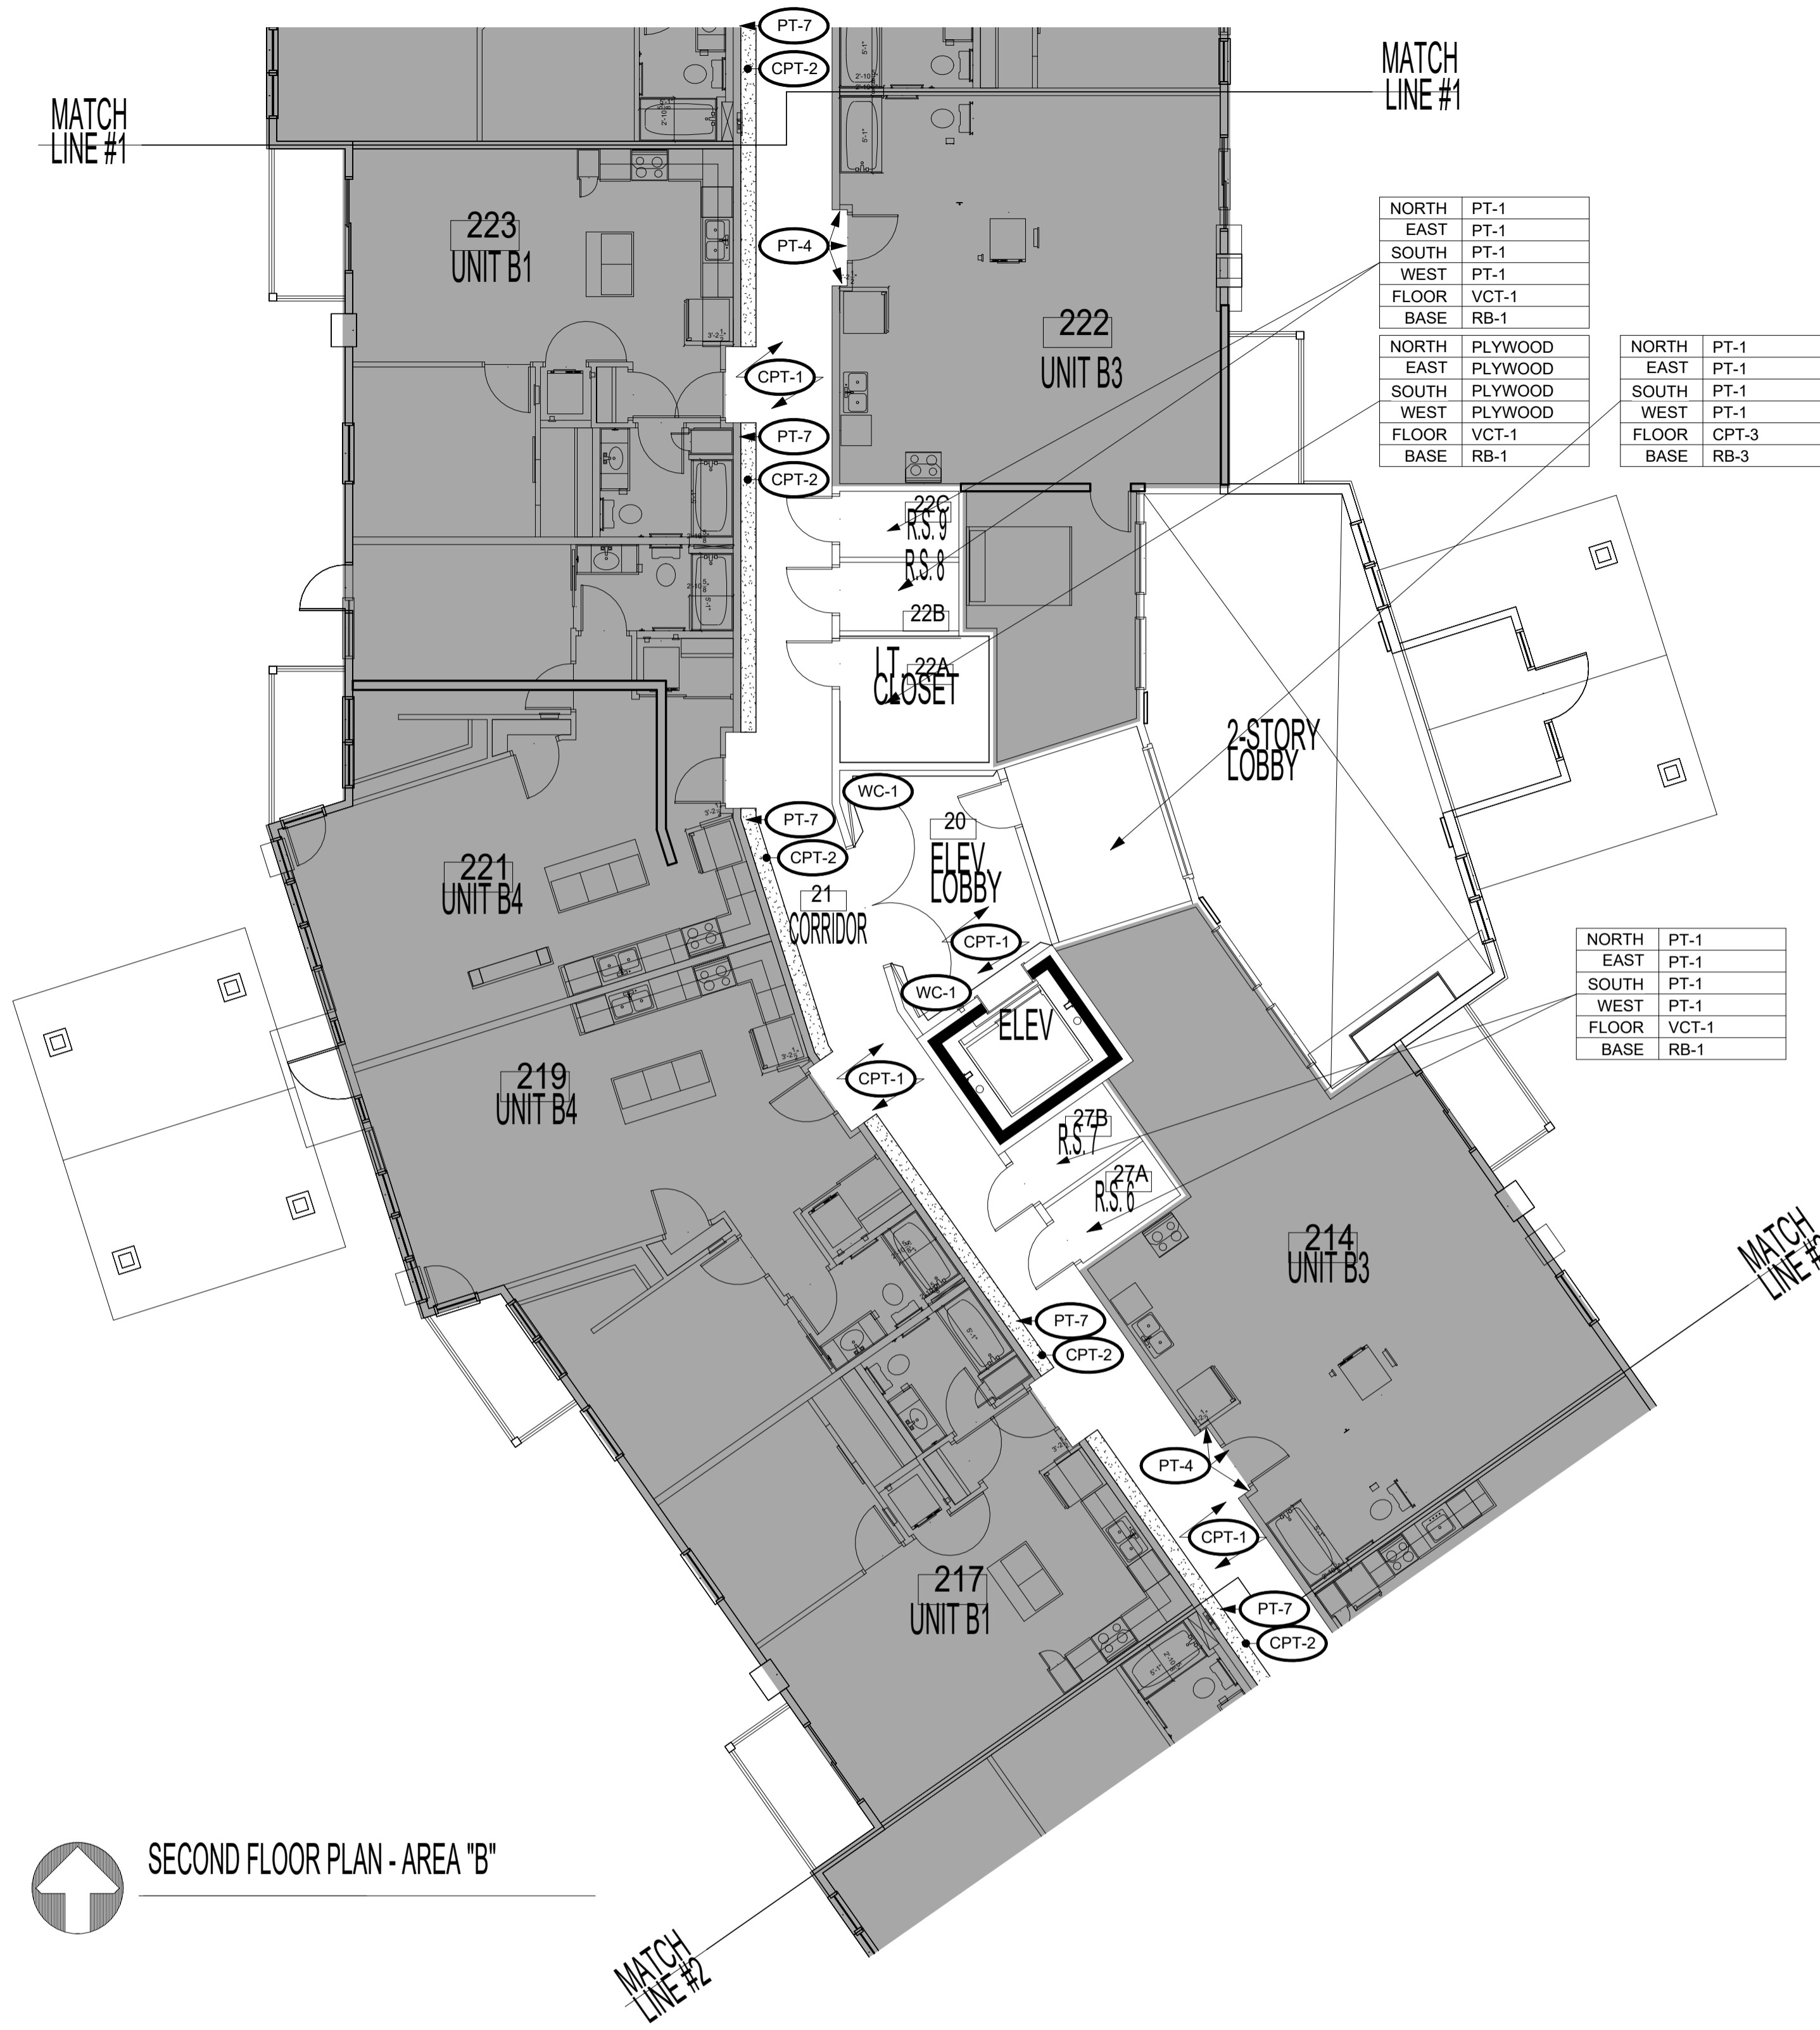 PT-7
CPT-2
MATCH
LINE #1
MATCH
LINE #1
5'-1"
5'-1"
223
UNIT B1
PT-4
222
UNIT B3
CPT-1
PT-7
CPT-2
NORTH PT-1
EAST PT-1
SOUTH PT-1
WEST PT-1
FLOOR VCT-1
BASE RB-1
NORTH PLYWOOD
EAST PLYWOOD
SOUTH PLYWOOD
WEST PLYWOOD
FLOOR VCT-1
BASE RB-1
NORTH PT-1
EAST PT-1
SOUTH PT-1
WEST PT-1
FLOOR CPT-3
BASE RB-3
22C
R.S. 9
R.S. 8
22B
I.T.
22A
CLOSET
2-STORY
LOBBY
WC-1
PT-7
CPT-2
20
ELEV
LOBBY
221
UNIT B4
21
CORRIDOR
CPT-1
WC-1
ELEV
NORTH PT-1
EAST PT-1
SOUTH PT-1
WEST PT-1
FLOOR VCT-1
BASE RB-1
219
UNIT B4
CPT-1
27B
R.S. 7
27A
R.S. 6
214
UNIT B3
MATCH
PT-7
CPT-2
5'-1"
PT-4
CPT-1
217
UNIT B1
PT-7
CPT-2
5'-1"
SECOND FLOOR PLAN - AREA "B"
MATCH
LINE #2